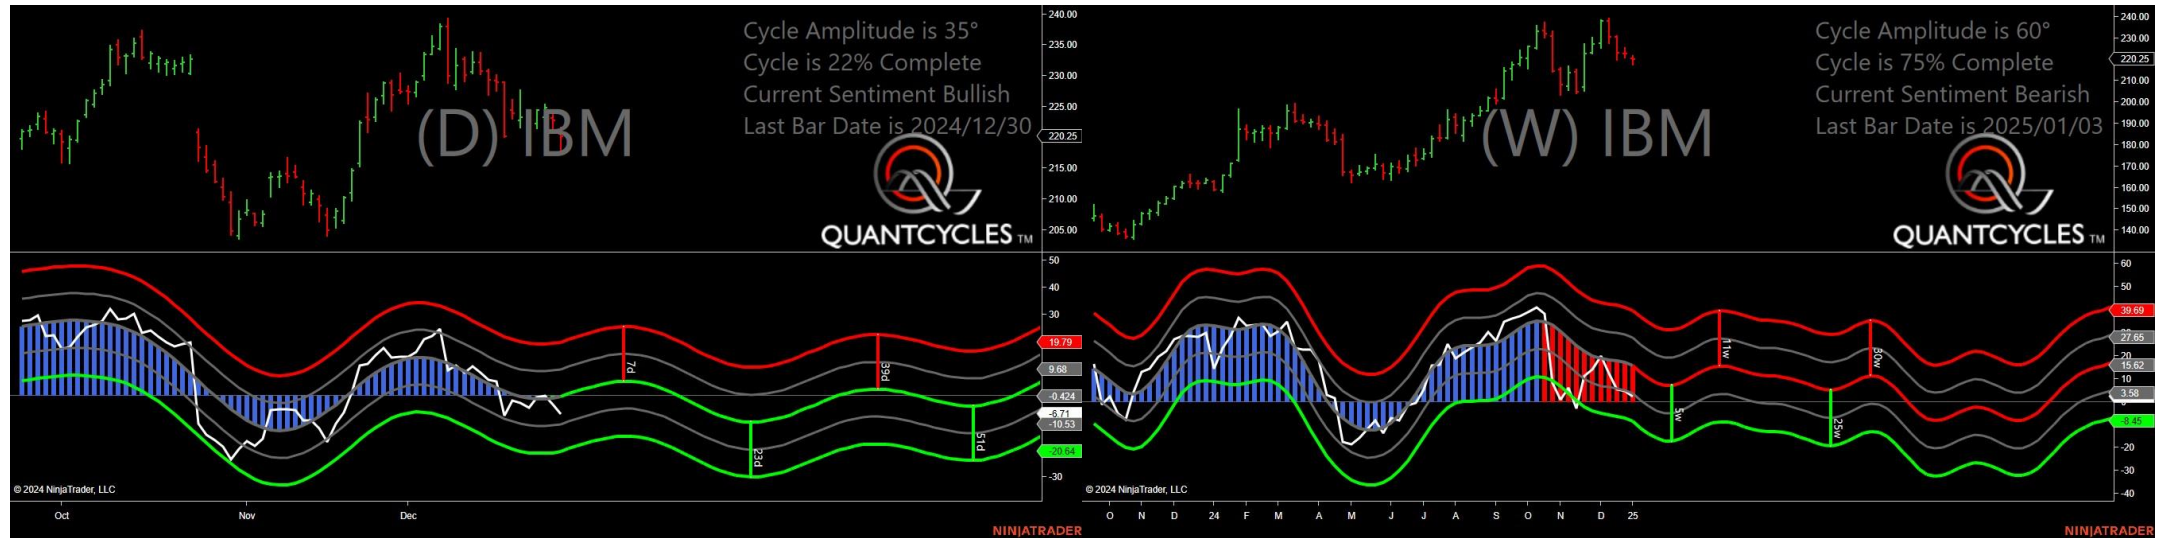 Cycle Amplitude is 35°
Cycle is 22% Complete
Current Sentiment Bullish
Last Bar Date is 2024/12/30
(D) IBM
QUANTCYCLES TM
240.00
235.00
230.00
225.00
220.25
215.00
210.00
205.00
50
40
30
19.79
9.68
-0.424
-6.71
-10.53
-20.64
-30
7d
23d
39d
51d
© 2024 NinjaTrader, LLC
Oct Nov Dec
NINJATRADER
Cycle Amplitude is 60°
Cycle is 75% Complete
Current Sentiment Bearish
Last Bar Date is 2025/01/03
(W) IBM
QUANTCYCLES TM
240.00
230.00
220.25
210.00
200.00
190.00
180.00
170.00
160.00
150.00
140.00
60
50
39.69
27.65
20
15.62
10
3.58
-8.45
-20
-30
-40
5w
11w
25w
30w
© 2024 NinjaTrader, LLC
O N D 24 F M A M J J A S O N D 25
NINJATRADER